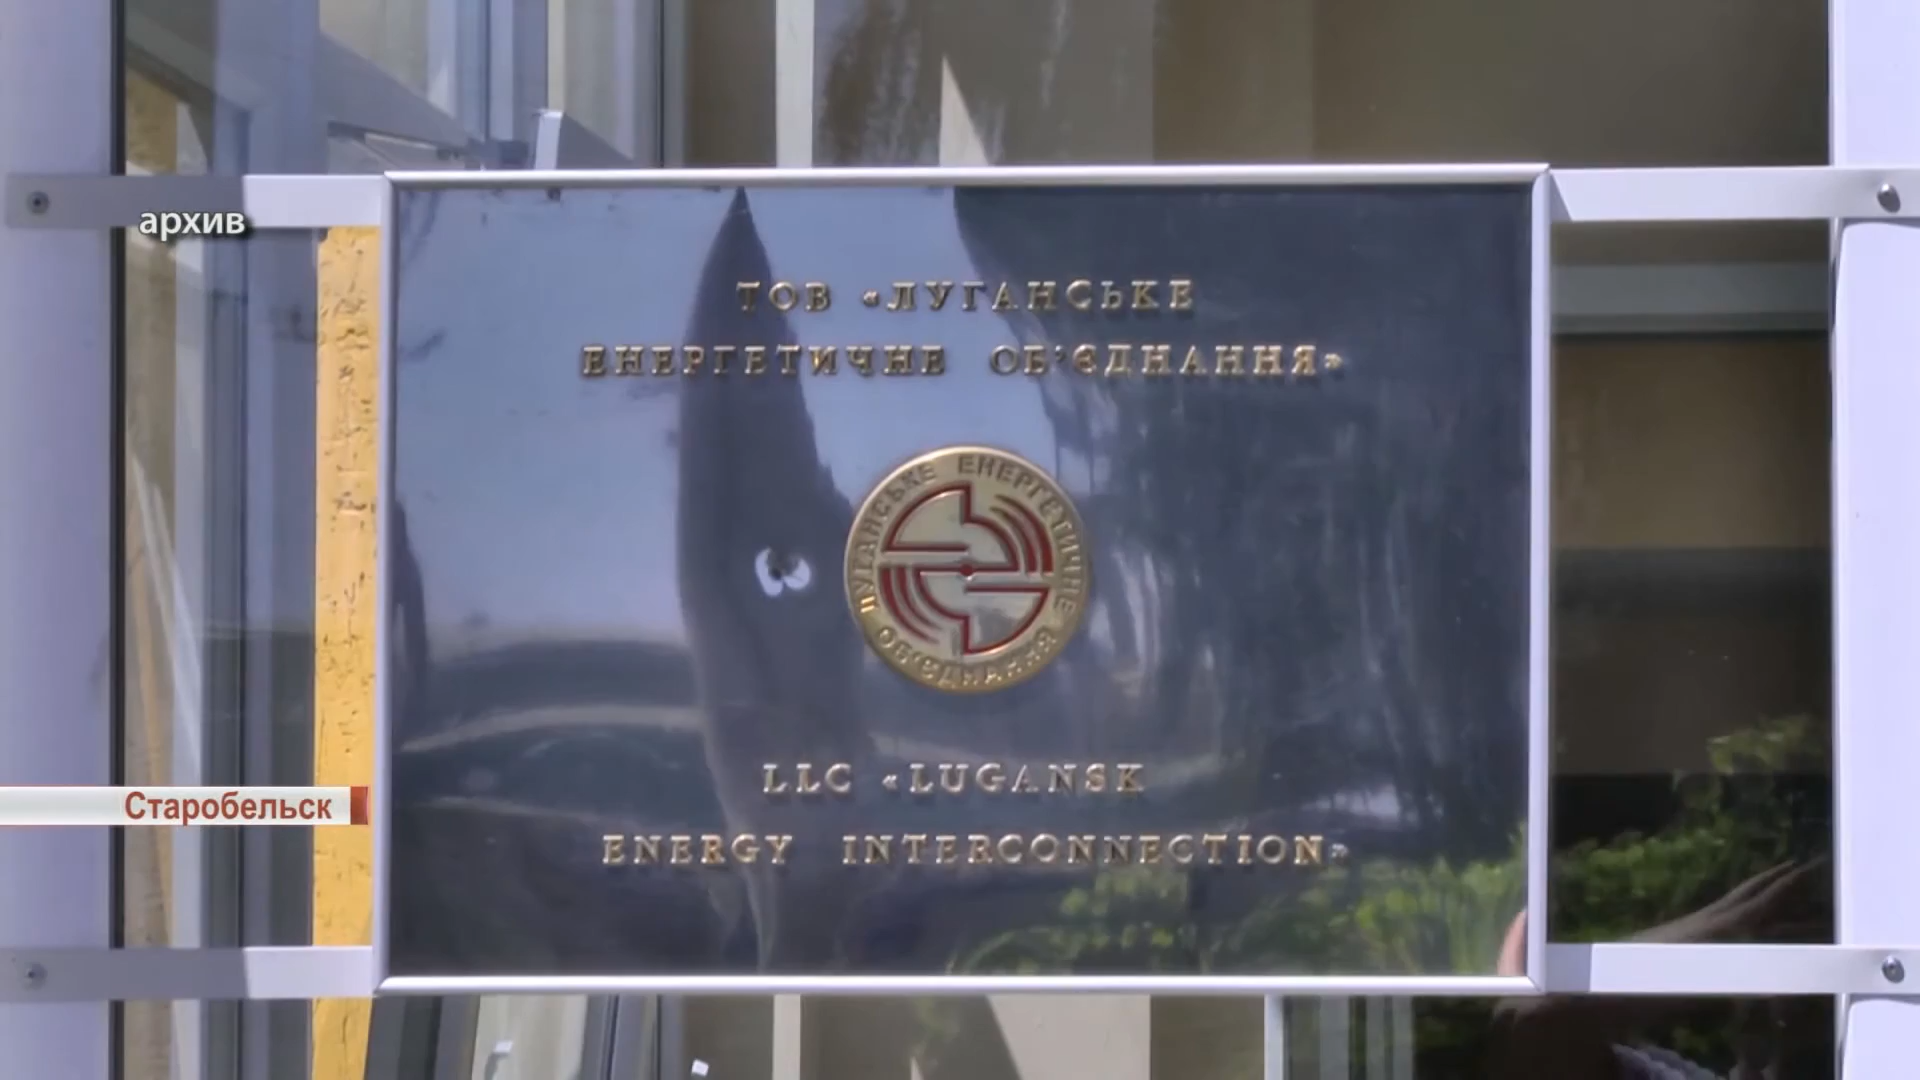 архив
ТОВ «ЛУГАНСЬКЕ
ЕНЕРГЕТИЧНЕ ОБ'ЄДНАННЯ»
ЛУГАНСЬКЕ ЕНЕРГЕТИЧНЕ
ОБ'ЄДНАННЯ
LLC «LUGANSK
Старобельск
ENERGY INTERCONNECTION»